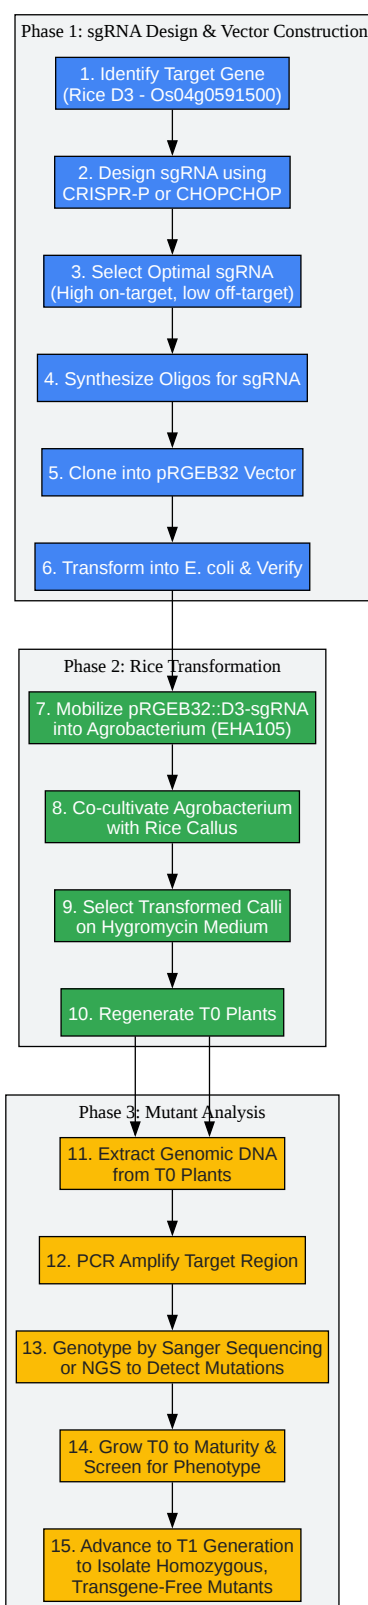 Phase 1: sgRNA Design & Vector Construction
1. Identify Target Gene
(Rice D3 - Os04g0591500)
2. Design sgRNA using
CRISPR-P or CHOPCHOP
3. Select Optimal sgRNA
(High on-target, low off-target)
4. Synthesize Oligos for sgRNA
5. Clone into pRGEB32 Vector
6. Transform into E. coli & Verify
Phase 2: Rice Transformation
7. Mobilize pRGEB32::D3-sgRNA
into Agrobacterium (EHA105)
8. Co-cultivate Agrobacterium
with Rice Callus
9. Select Transformed Calli
on Hygromycin Medium
10. Regenerate T0 Plants
Phase 3: Mutant Analysis
11. Extract Genomic DNA
from T0 Plants
12. PCR Amplify Target Region
13. Genotype by Sanger Sequencing
or NGS to Detect Mutations
14. Grow T0 to Maturity &
Screen for Phenotype
15. Advance to T1 Generation
to Isolate Homozygous,
Transgene-Free Mutants